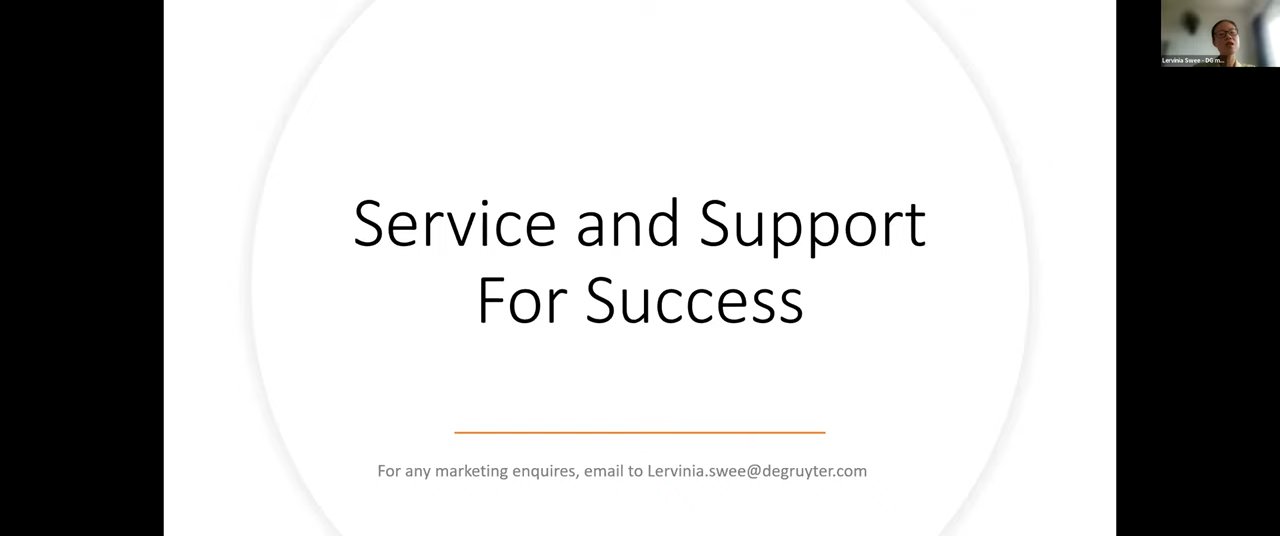 Service and Support
For Success
For any marketing enquires, email to Lervinia.swee@degruyter.com
Lervinia Swee - DG m...